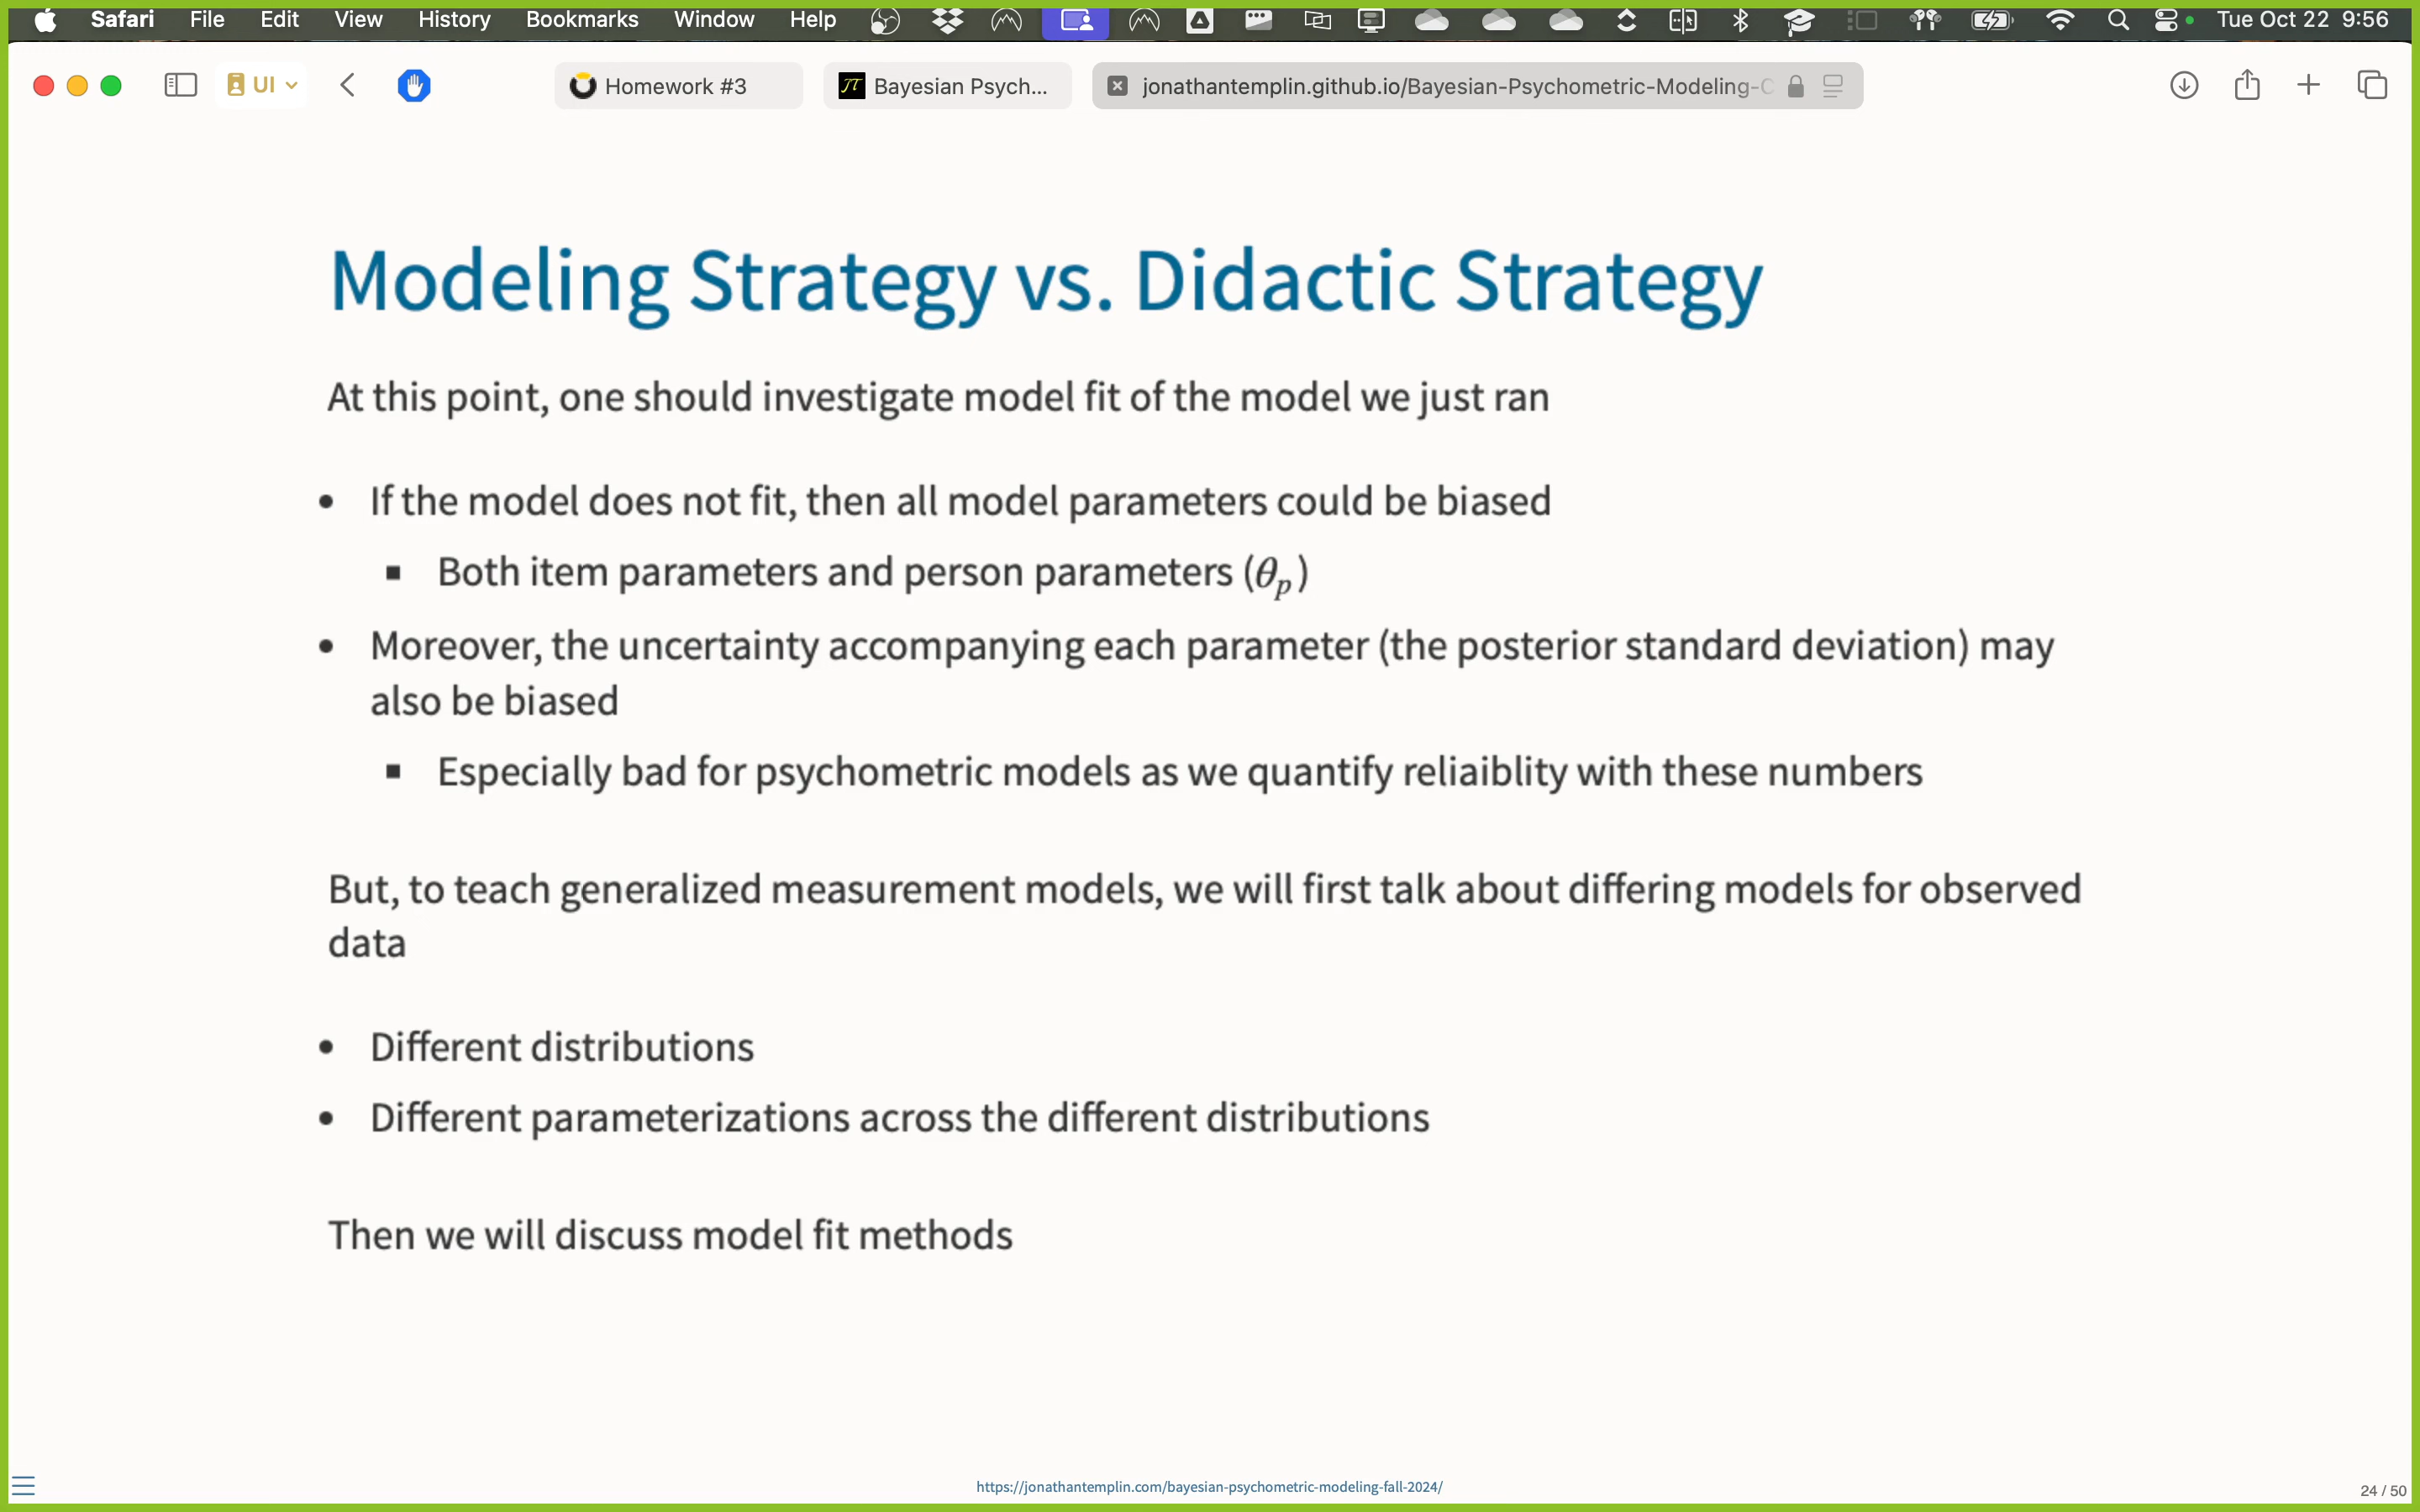 Safari File Edit View History Bookmarks Window Help Tue Oct 22 9:56
UI Homework #3 Bayesian Psych... jonathantemplin.github.io/Bayesian-Psychometric-Modeling-C
Modeling Strategy vs. Didactic Strategy
At this point, one should investigate model fit of the model we just ran
• If the model does not fit, then all model parameters could be biased
▪ Both item parameters and person parameters (θp)
• Moreover, the uncertainty accompanying each parameter (the posterior standard deviation) may
also be biased
▪ Especially bad for psychometric models as we quantify reliaiblity with these numbers
But, to teach generalized measurement models, we will first talk about differing models for observed
data
• Different distributions
• Different parameterizations across the different distributions
Then we will discuss model fit methods
https://jonathantemplin.com/bayesian-psychometric-modeling-fall-2024/
24 / 50